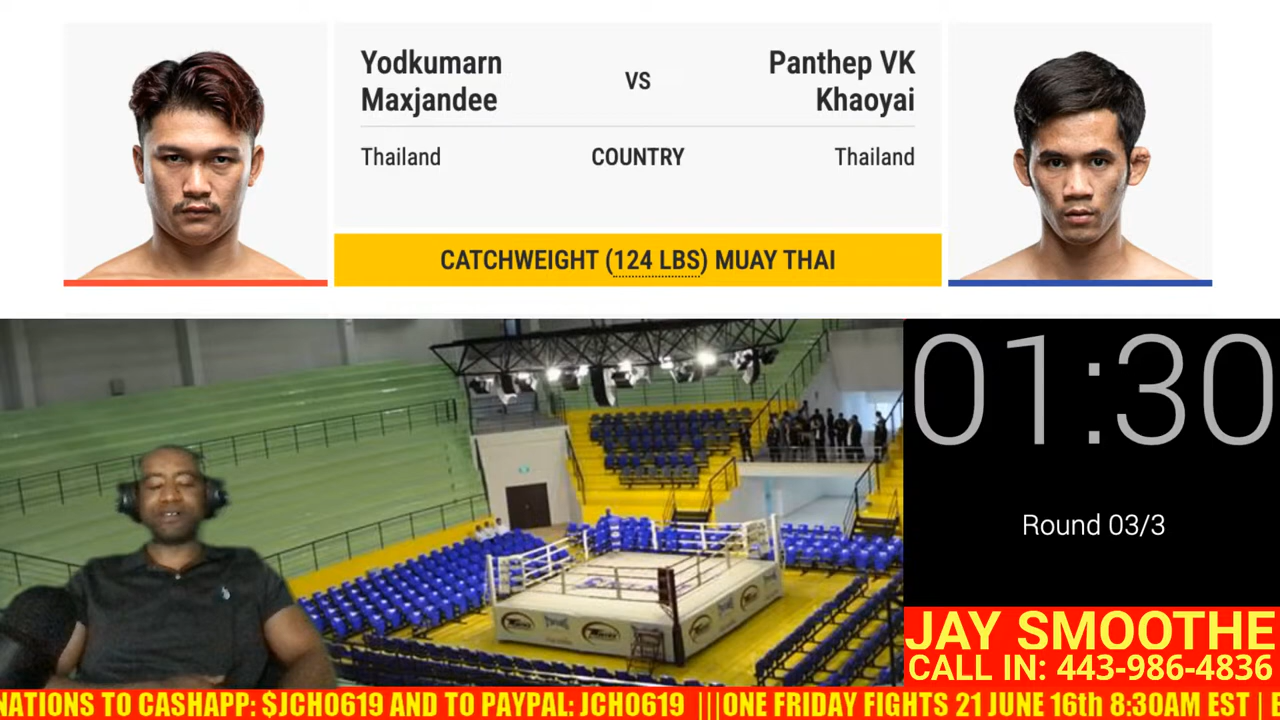 Yodkumarn
Maxjandee
VS
Panthep VK
Khaoyai
Thailand
COUNTRY
Thailand
CATCHWEIGHT (124 LBS) MUAY THAI
01:30
Round 03/3
JAY SMOOTHE
CALL IN: 443-986-4836
NATIONS TO CASHAPP: $JCHO619 AND TO PAYPAL: JCHO619 |||ONE FRIDAY FIGHTS 21 JUNE 16th 8:30AM EST |